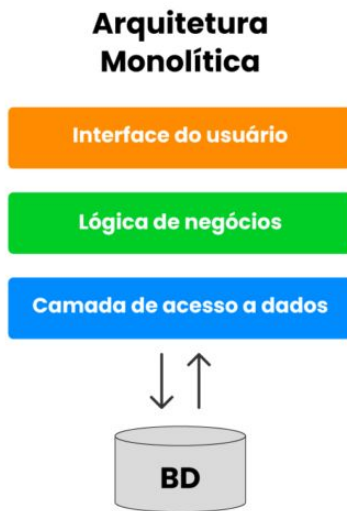 Arquitetura
Monolítica
Interface do usuário
Lógica de negócios
Camada de acesso a dados
BD